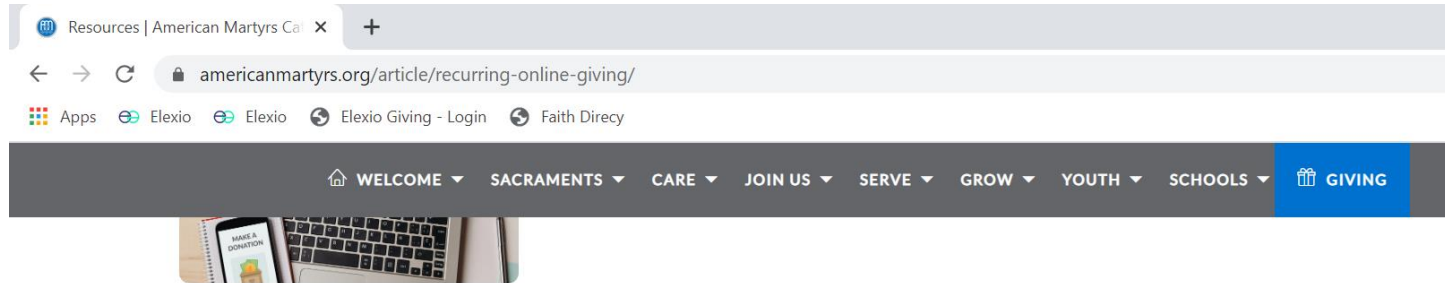 Resources | American Martyrs Ca
americanmartyrs.org/article/recurring-online-giving/
Apps Elexio Elexio Elexio Giving - Login Faith Direcy
WELCOME SACRAMENTS CARE JOIN US SERVE GROW YOUTH SCHOOLS GIVING
MAKE A
DONATION